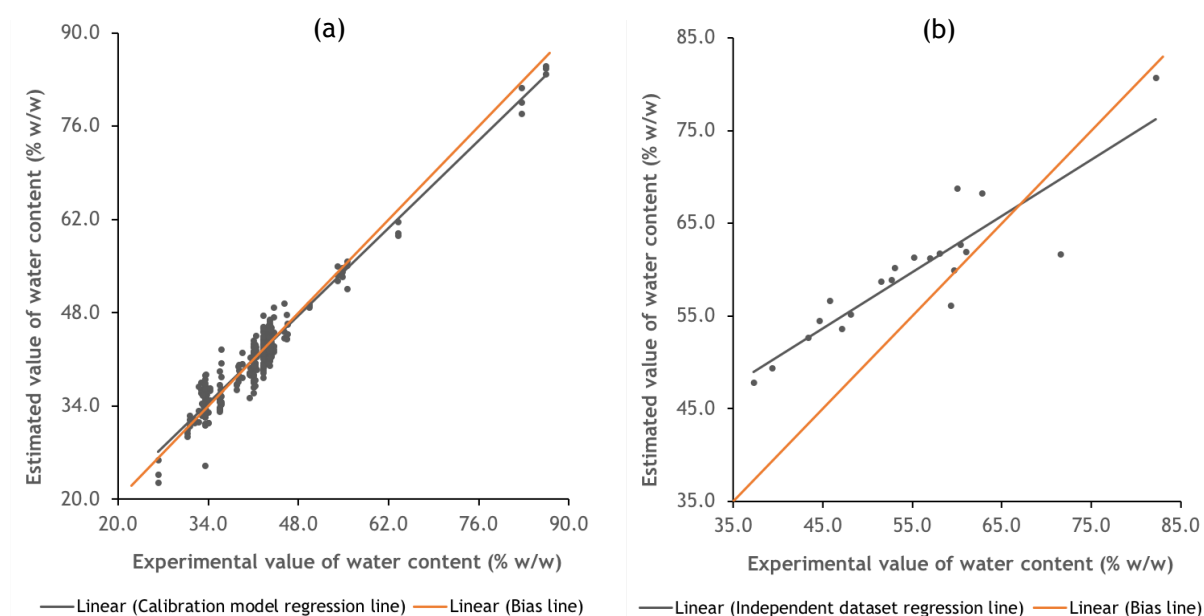 (a)
Estimated value of water content (% w/w)
90.0
76.0
62.0
48.0
34.0
20.0
20.0 34.0 48.0 62.0 76.0 90.0
Experimental value of water content (% w/w)
Linear (Calibration model regression line) Linear (Bias line)
(b)
Estimated value of water content (% w/w)
85.0
75.0
65.0
55.0
45.0
35.0
35.0 45.0 55.0 65.0 75.0 85.0
Experimental value of water content (% w/w)
Linear (Independent dataset regression line) Linear (Bias line)